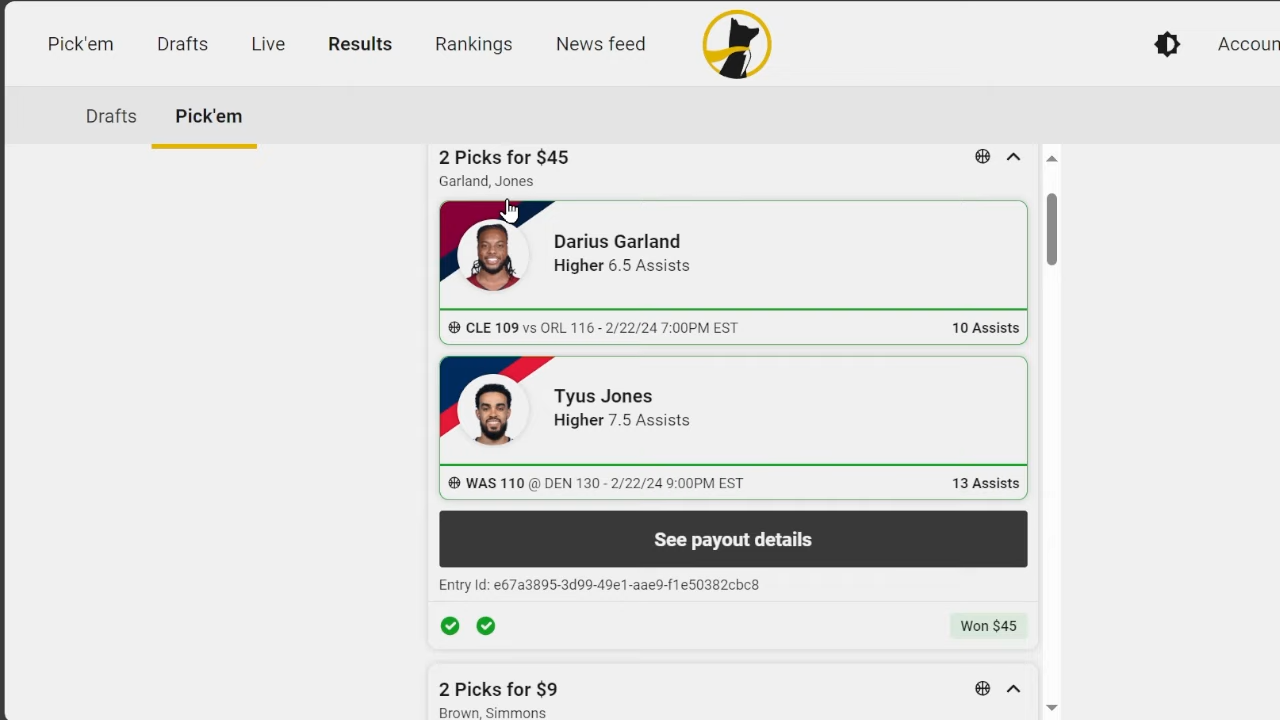 Pick'em Drafts Live Results Rankings News feed Accoun
Drafts Pick'em
2 Picks for $45
Garland, Jones
Darius Garland
Higher 6.5 Assists
CLE 109 vs ORL 116 - 2/22/24 7:00PM EST 10 Assists
Tyus Jones
Higher 7.5 Assists
WAS 110 @ DEN 130 - 2/22/24 9:00PM EST 13 Assists
See payout details
Entry Id: e67a3895-3d99-49e1-aae9-f1e50382cbc8
Won $45
2 Picks for $9
Brown, Simmons